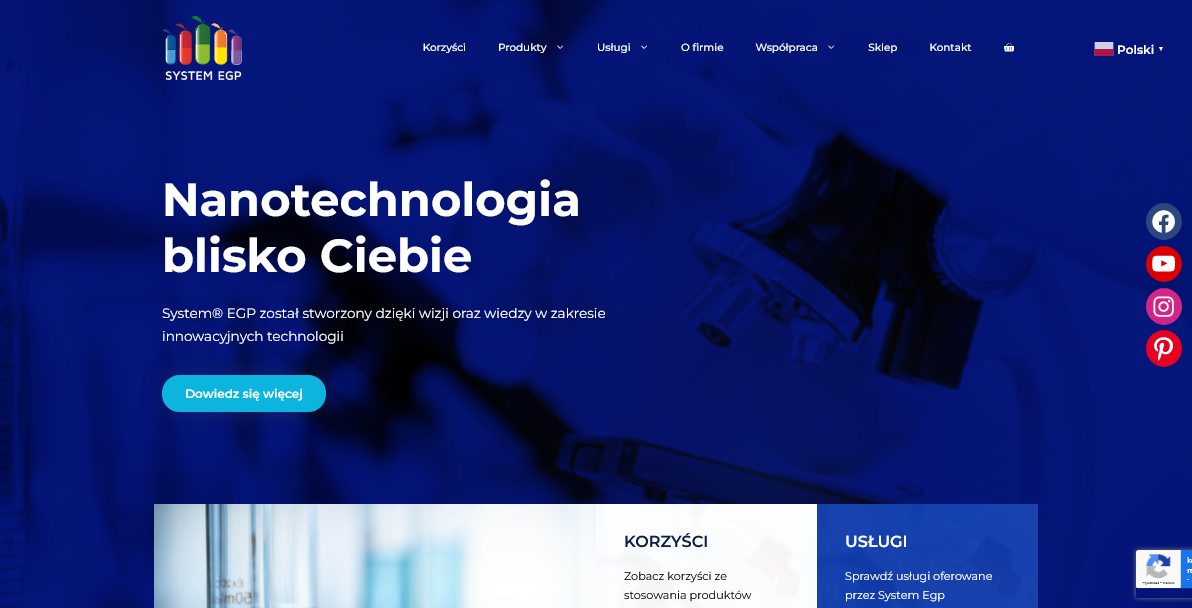 SYSTEM EGP
Korzyści
Produkty
Usługi
O firmie
Współpraca
Sklep
Kontakt
Polski
Nanotechnologia
blisko Ciebie
System® EGP został stworzony dzięki wizji oraz wiedzy w zakresie
innowacyjnych technologii
Dowiedz się więcej
KORZYŚCI
Zobacz korzyści ze
stosowania produktów
USŁUGI
Sprawdź usługi oferowane
przez System Egp